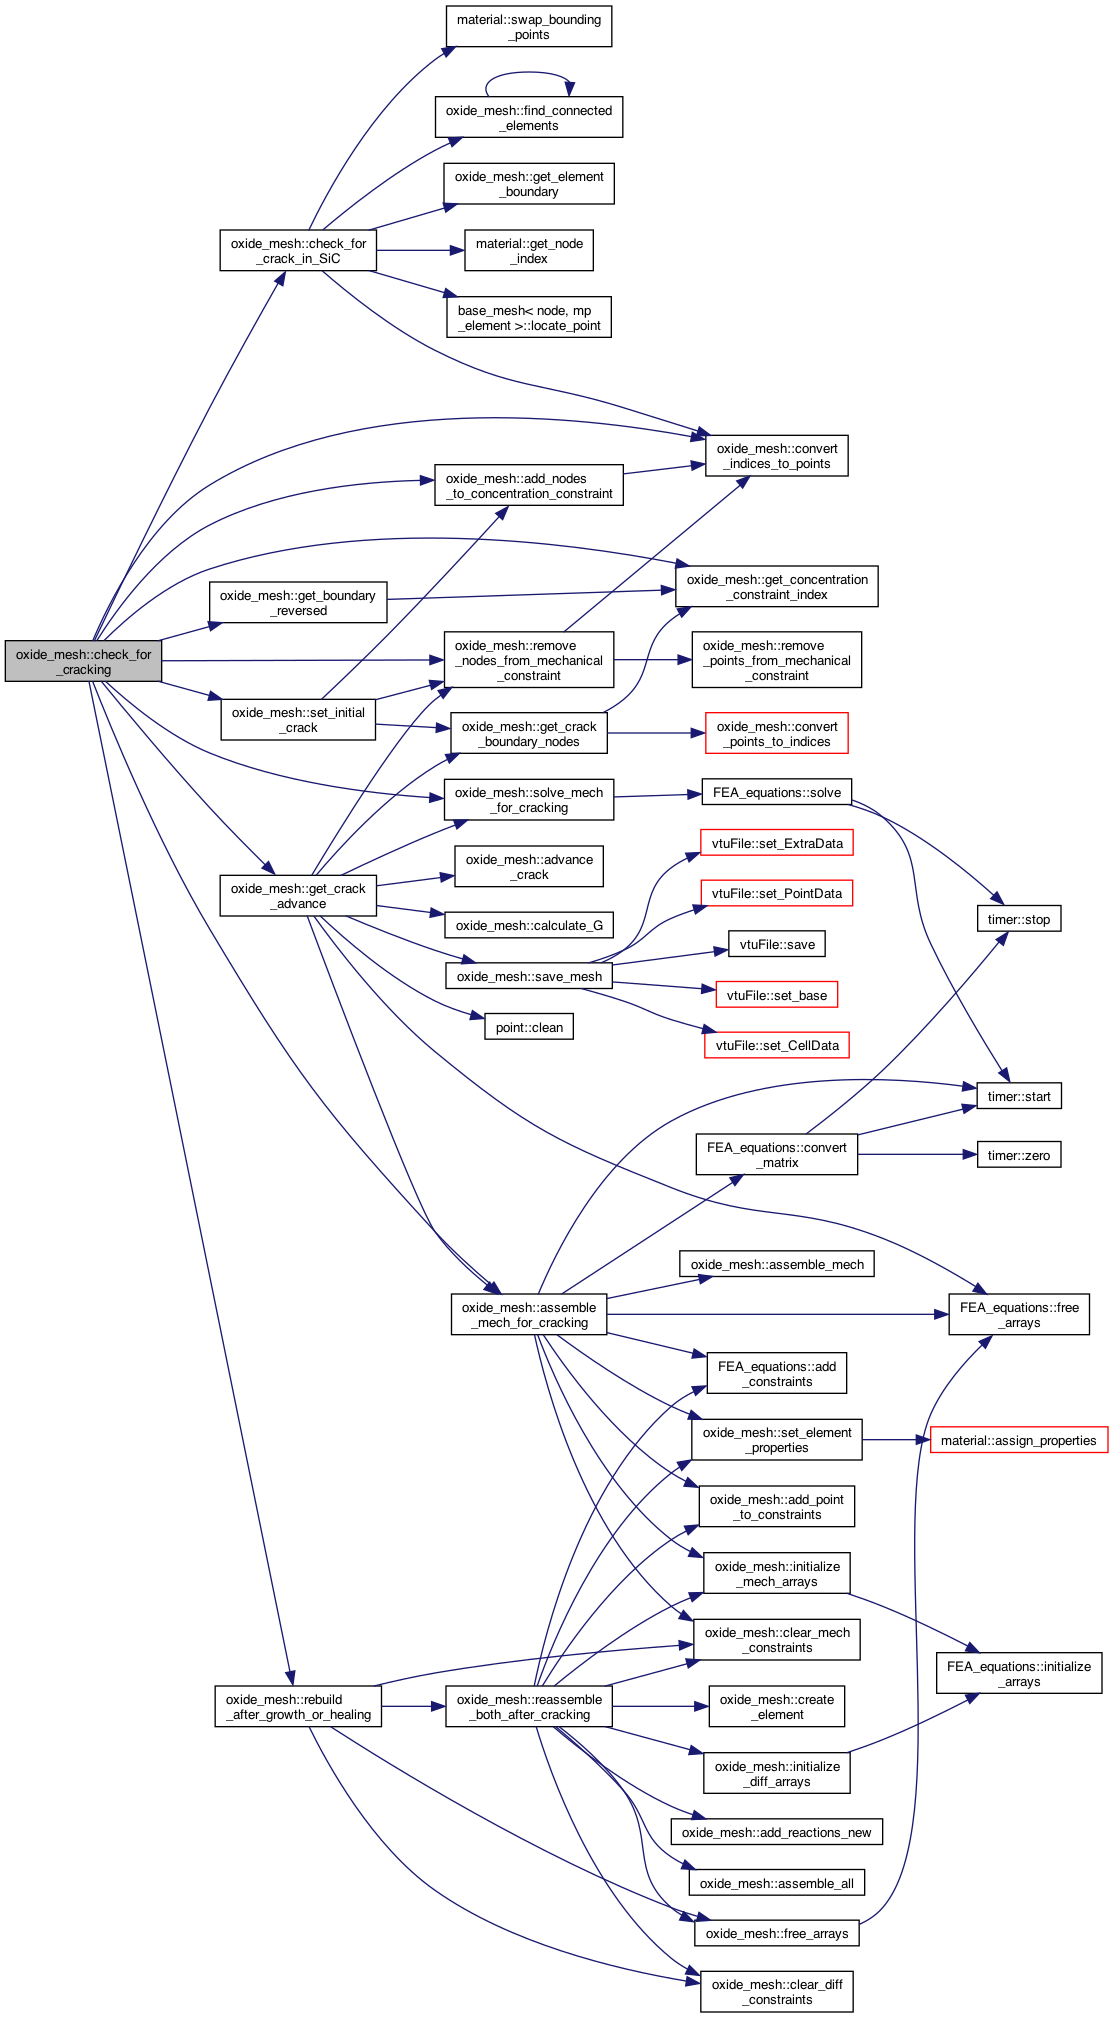 material::swap_bounding
_points
oxide_mesh::find_connected
_elements
oxide_mesh::get_element
_boundary
oxide_mesh::check_for
_crack_in_SiC
material::get_node
_index
base_mesh< node, mp
_element >::locate_point
oxide_mesh::convert
_indices_to_points
oxide_mesh::add_nodes
_to_concentration_constraint
oxide_mesh::get_concentration
_constraint_index
oxide_mesh::get_boundary
_reversed
oxide_mesh::check_for
_cracking
oxide_mesh::remove
_nodes_from_mechanical
_constraint
oxide_mesh::remove
_points_from_mechanical
_constraint
oxide_mesh::set_initial
_crack
oxide_mesh::get_crack
_boundary_nodes
oxide_mesh::convert
_points_to_indices
oxide_mesh::solve_mech
_for_cracking
FEA_equations::solve
vtuFile::set_ExtraData
oxide_mesh::advance
_crack
oxide_mesh::get_crack
_advance
vtuFile::set_PointData
timer::stop
oxide_mesh::calculate_G
vtuFile::save
oxide_mesh::save_mesh
vtuFile::set_base
point::clean
vtuFile::set_CellData
timer::start
FEA_equations::convert
_matrix
timer::zero
oxide_mesh::assemble_mech
oxide_mesh::assemble
_mech_for_cracking
FEA_equations::free
_arrays
FEA_equations::add
_constraints
oxide_mesh::set_element
_properties
material::assign_properties
oxide_mesh::add_point
_to_constraints
oxide_mesh::initialize
_mech_arrays
oxide_mesh::clear_mech
_constraints
FEA_equations::initialize
_arrays
oxide_mesh::rebuild
_after_growth_or_healing
oxide_mesh::reassemble
_both_after_cracking
oxide_mesh::create
_element
oxide_mesh::initialize
_diff_arrays
oxide_mesh::add_reactions_new
oxide_mesh::assemble_all
oxide_mesh::free_arrays
oxide_mesh::clear_diff
_constraints